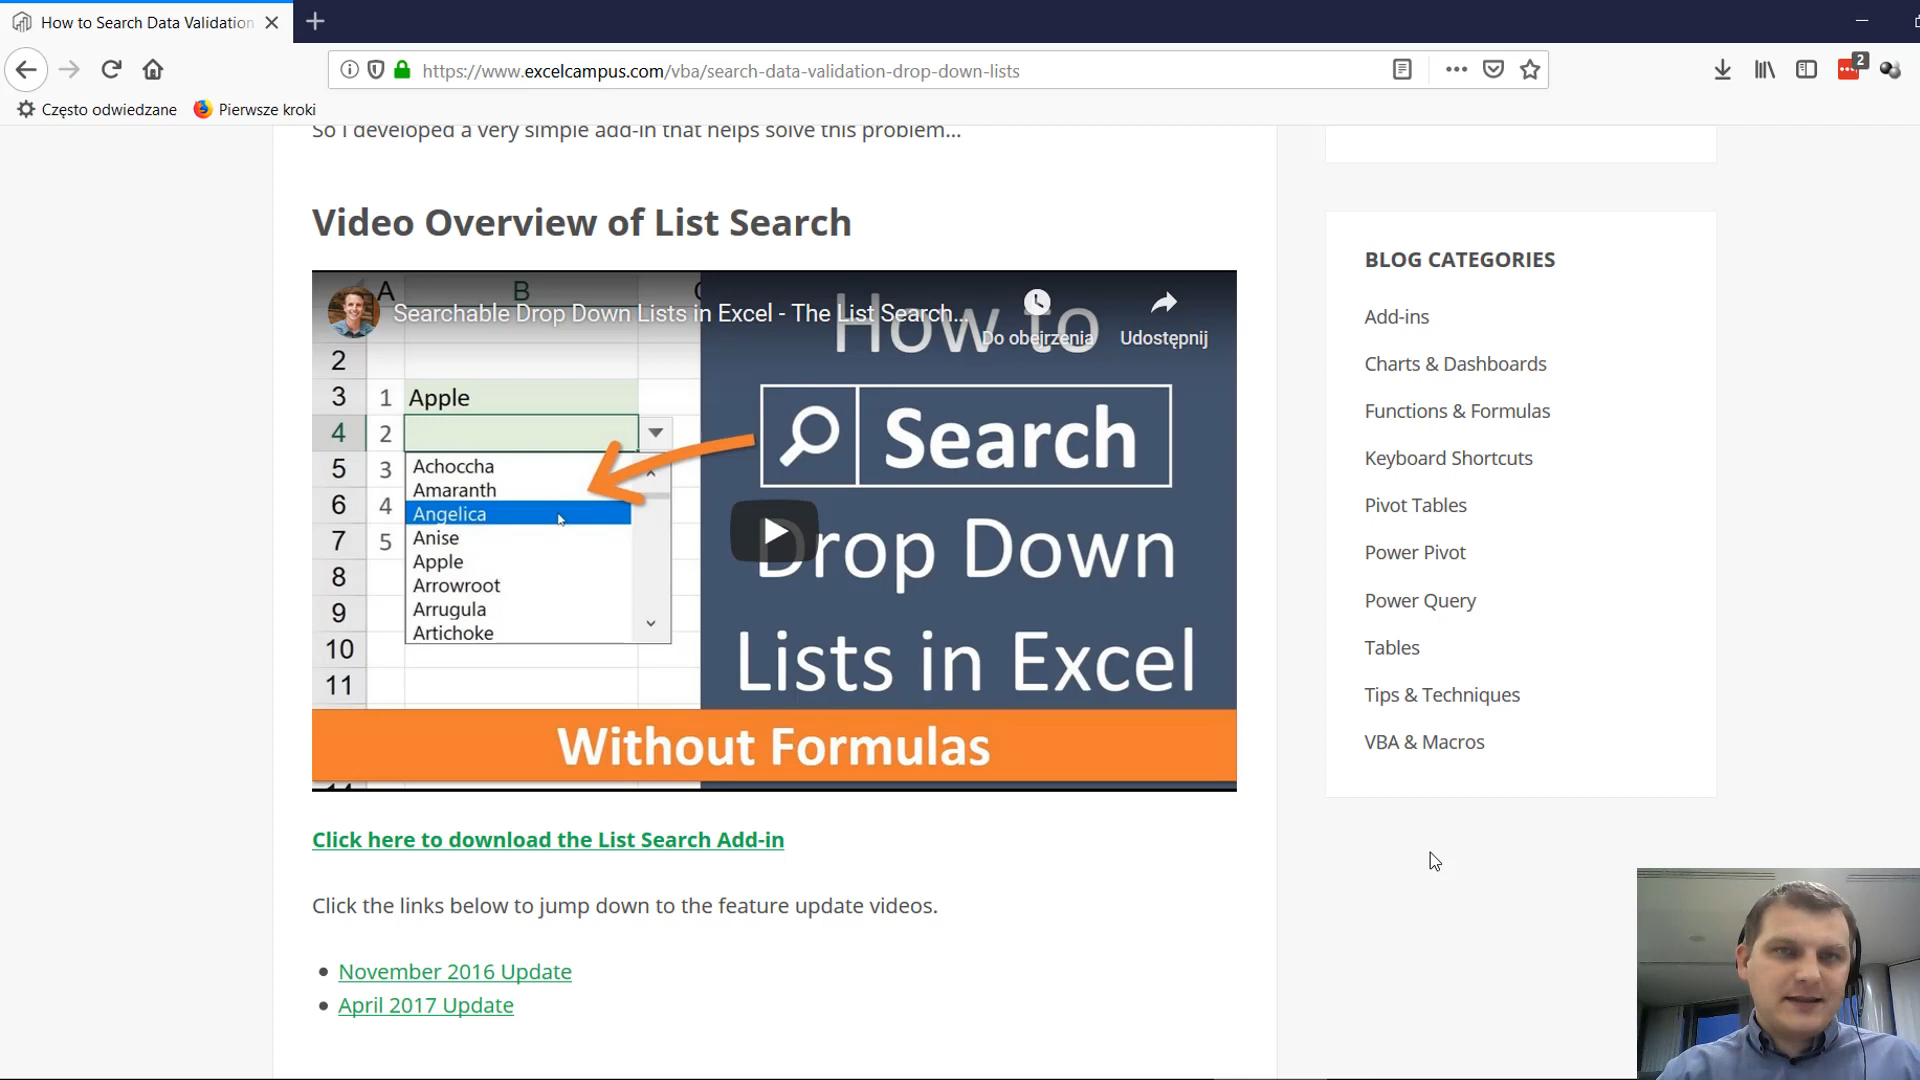 How to Search Data Validation
https://www.excelcampus.com/vba/search-data-validation-drop-down-lists
2
Często odwiedzane
Pierwsze kroki
So I developed a very simple add-in that helps solve this problem...
Video Overview of List Search
Searchable Drop Down Lists in Excel - The List Search...
Do obejrzenia
Udostępnij
A
B
2
3
1
Apple
4
2
5
3
6
4
7
5
8
9
10
11
Achoccha
Amaranth
Angelica
Anise
Apple
Arrowroot
Arrugula
Artichoke
How to
Search
Drop Down
Lists in Excel
Without Formulas
Click here to download the List Search Add-in
Click the links below to jump down to the feature update videos.
November 2016 Update
April 2017 Update
BLOG CATEGORIES
Add-ins
Charts & Dashboards
Functions & Formulas
Keyboard Shortcuts
Pivot Tables
Power Pivot
Power Query
Tables
Tips & Techniques
VBA & Macros